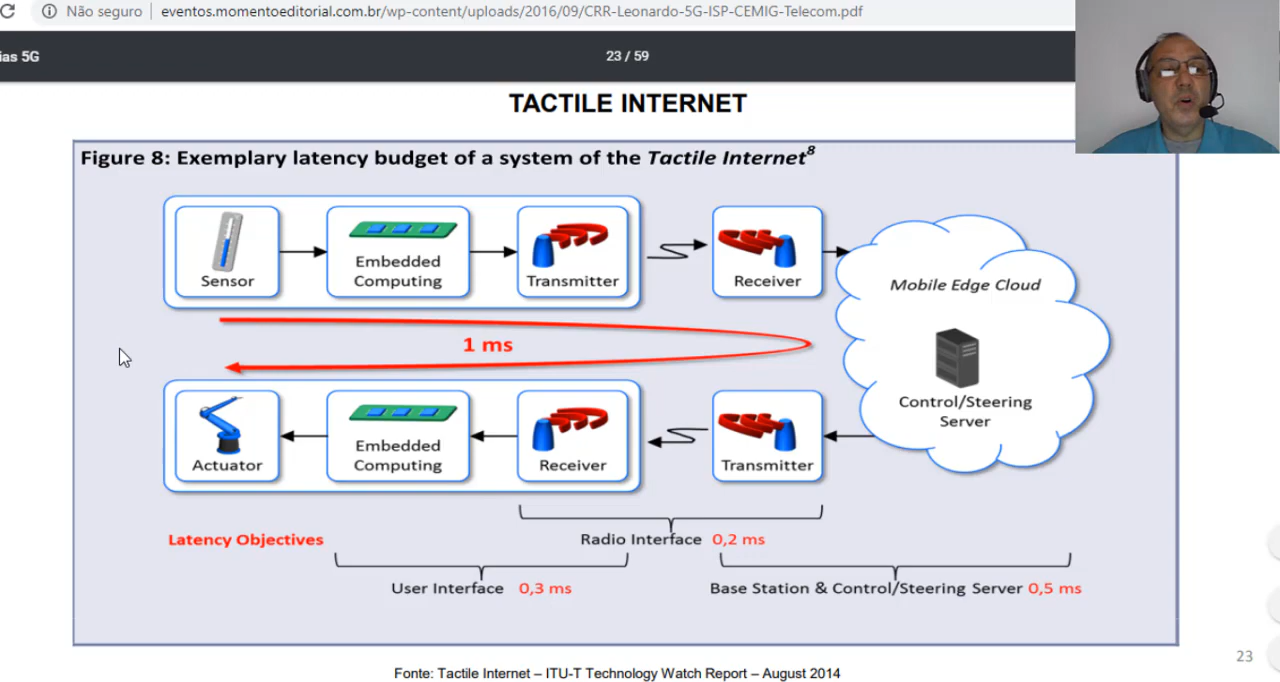 Não seguro
eventos.momentoeditorial.com.br/wp-content/uploads/2016/09/CRR-Leonardo-5G-ISP-CEMIG-Telecom.pdf
ias 5G
23 / 59
TACTILE INTERNET
Figure 8: Exemplary latency budget of a system of the Tactile Internet8
Sensor
Embedded
Computing
Transmitter
Receiver
Mobile Edge Cloud
Control/Steering
Server
1 ms
Actuator
Embedded
Computing
Receiver
Transmitter
Latency Objectives
Radio Interface 0,2 ms
User Interface 0,3 ms
Base Station & Control/Steering Server 0,5 ms
23
Fonte: Tactile Internet – ITU-T Technology Watch Report – August 2014